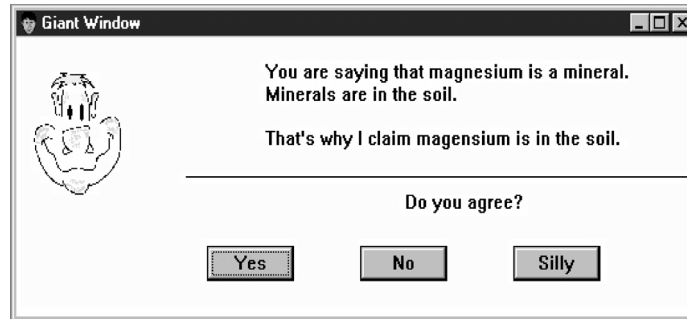 Giant Window
You are saying that magnesium is a mineral.
Minerals are in the soil.
That's why I claim magensium is in the soil.
Do you agree?
Yes No Silly